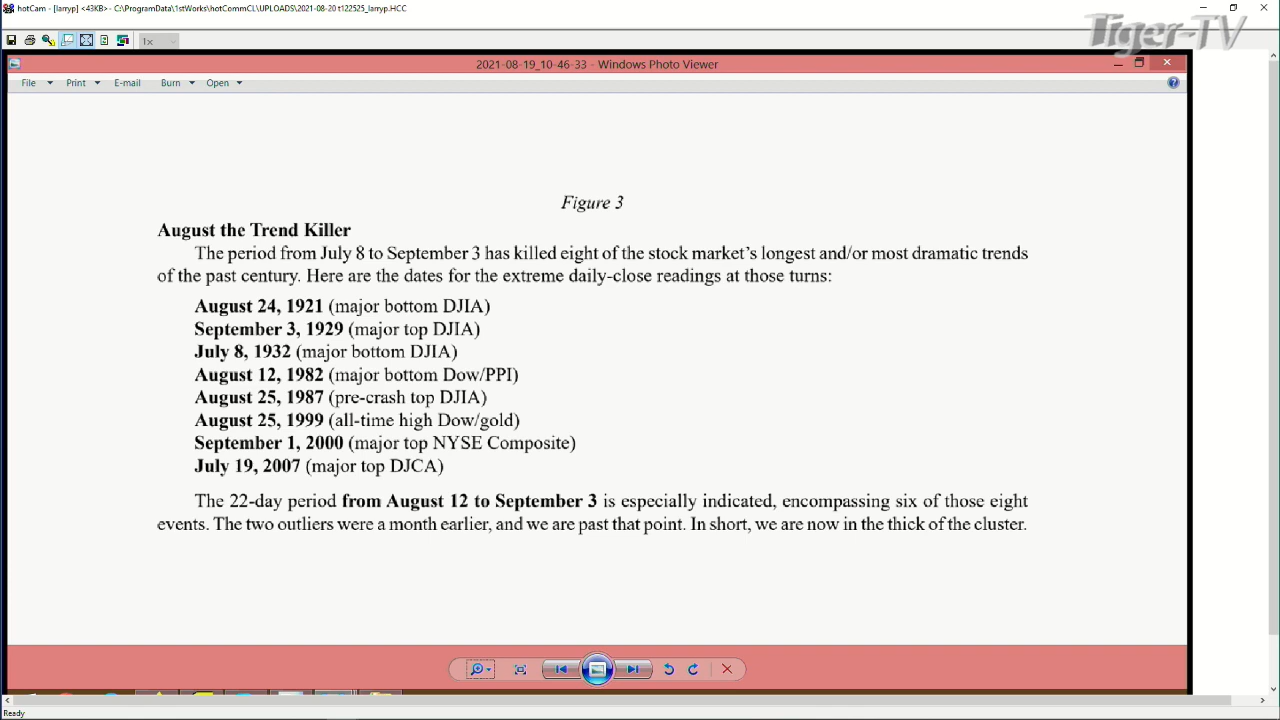 hotCam - [larryp] <43KB> - C:\ProgramData\1stWorks\hotCommCL\UPLOADS\2021-08-20 t122525_larryp.HCC
Tiger-TV
1x
2021-08-19_10-46-33 - Windows Photo Viewer
File Print E-mail Burn Open
Figure 3
August the Trend Killer
The period from July 8 to September 3 has killed eight of the stock market’s longest and/or most dramatic trends
of the past century. Here are the dates for the extreme daily-close readings at those turns:
August 24, 1921 (major bottom DJIA)
September 3, 1929 (major top DJIA)
July 8, 1932 (major bottom DJIA)
August 12, 1982 (major bottom Dow/PPI)
August 25, 1987 (pre-crash top DJIA)
August 25, 1999 (all-time high Dow/gold)
September 1, 2000 (major top NYSE Composite)
July 19, 2007 (major top DJCA)
The 22-day period from August 12 to September 3 is especially indicated, encompassing six of those eight
events. The two outliers were a month earlier, and we are past that point. In short, we are now in the thick of the cluster.
Ready